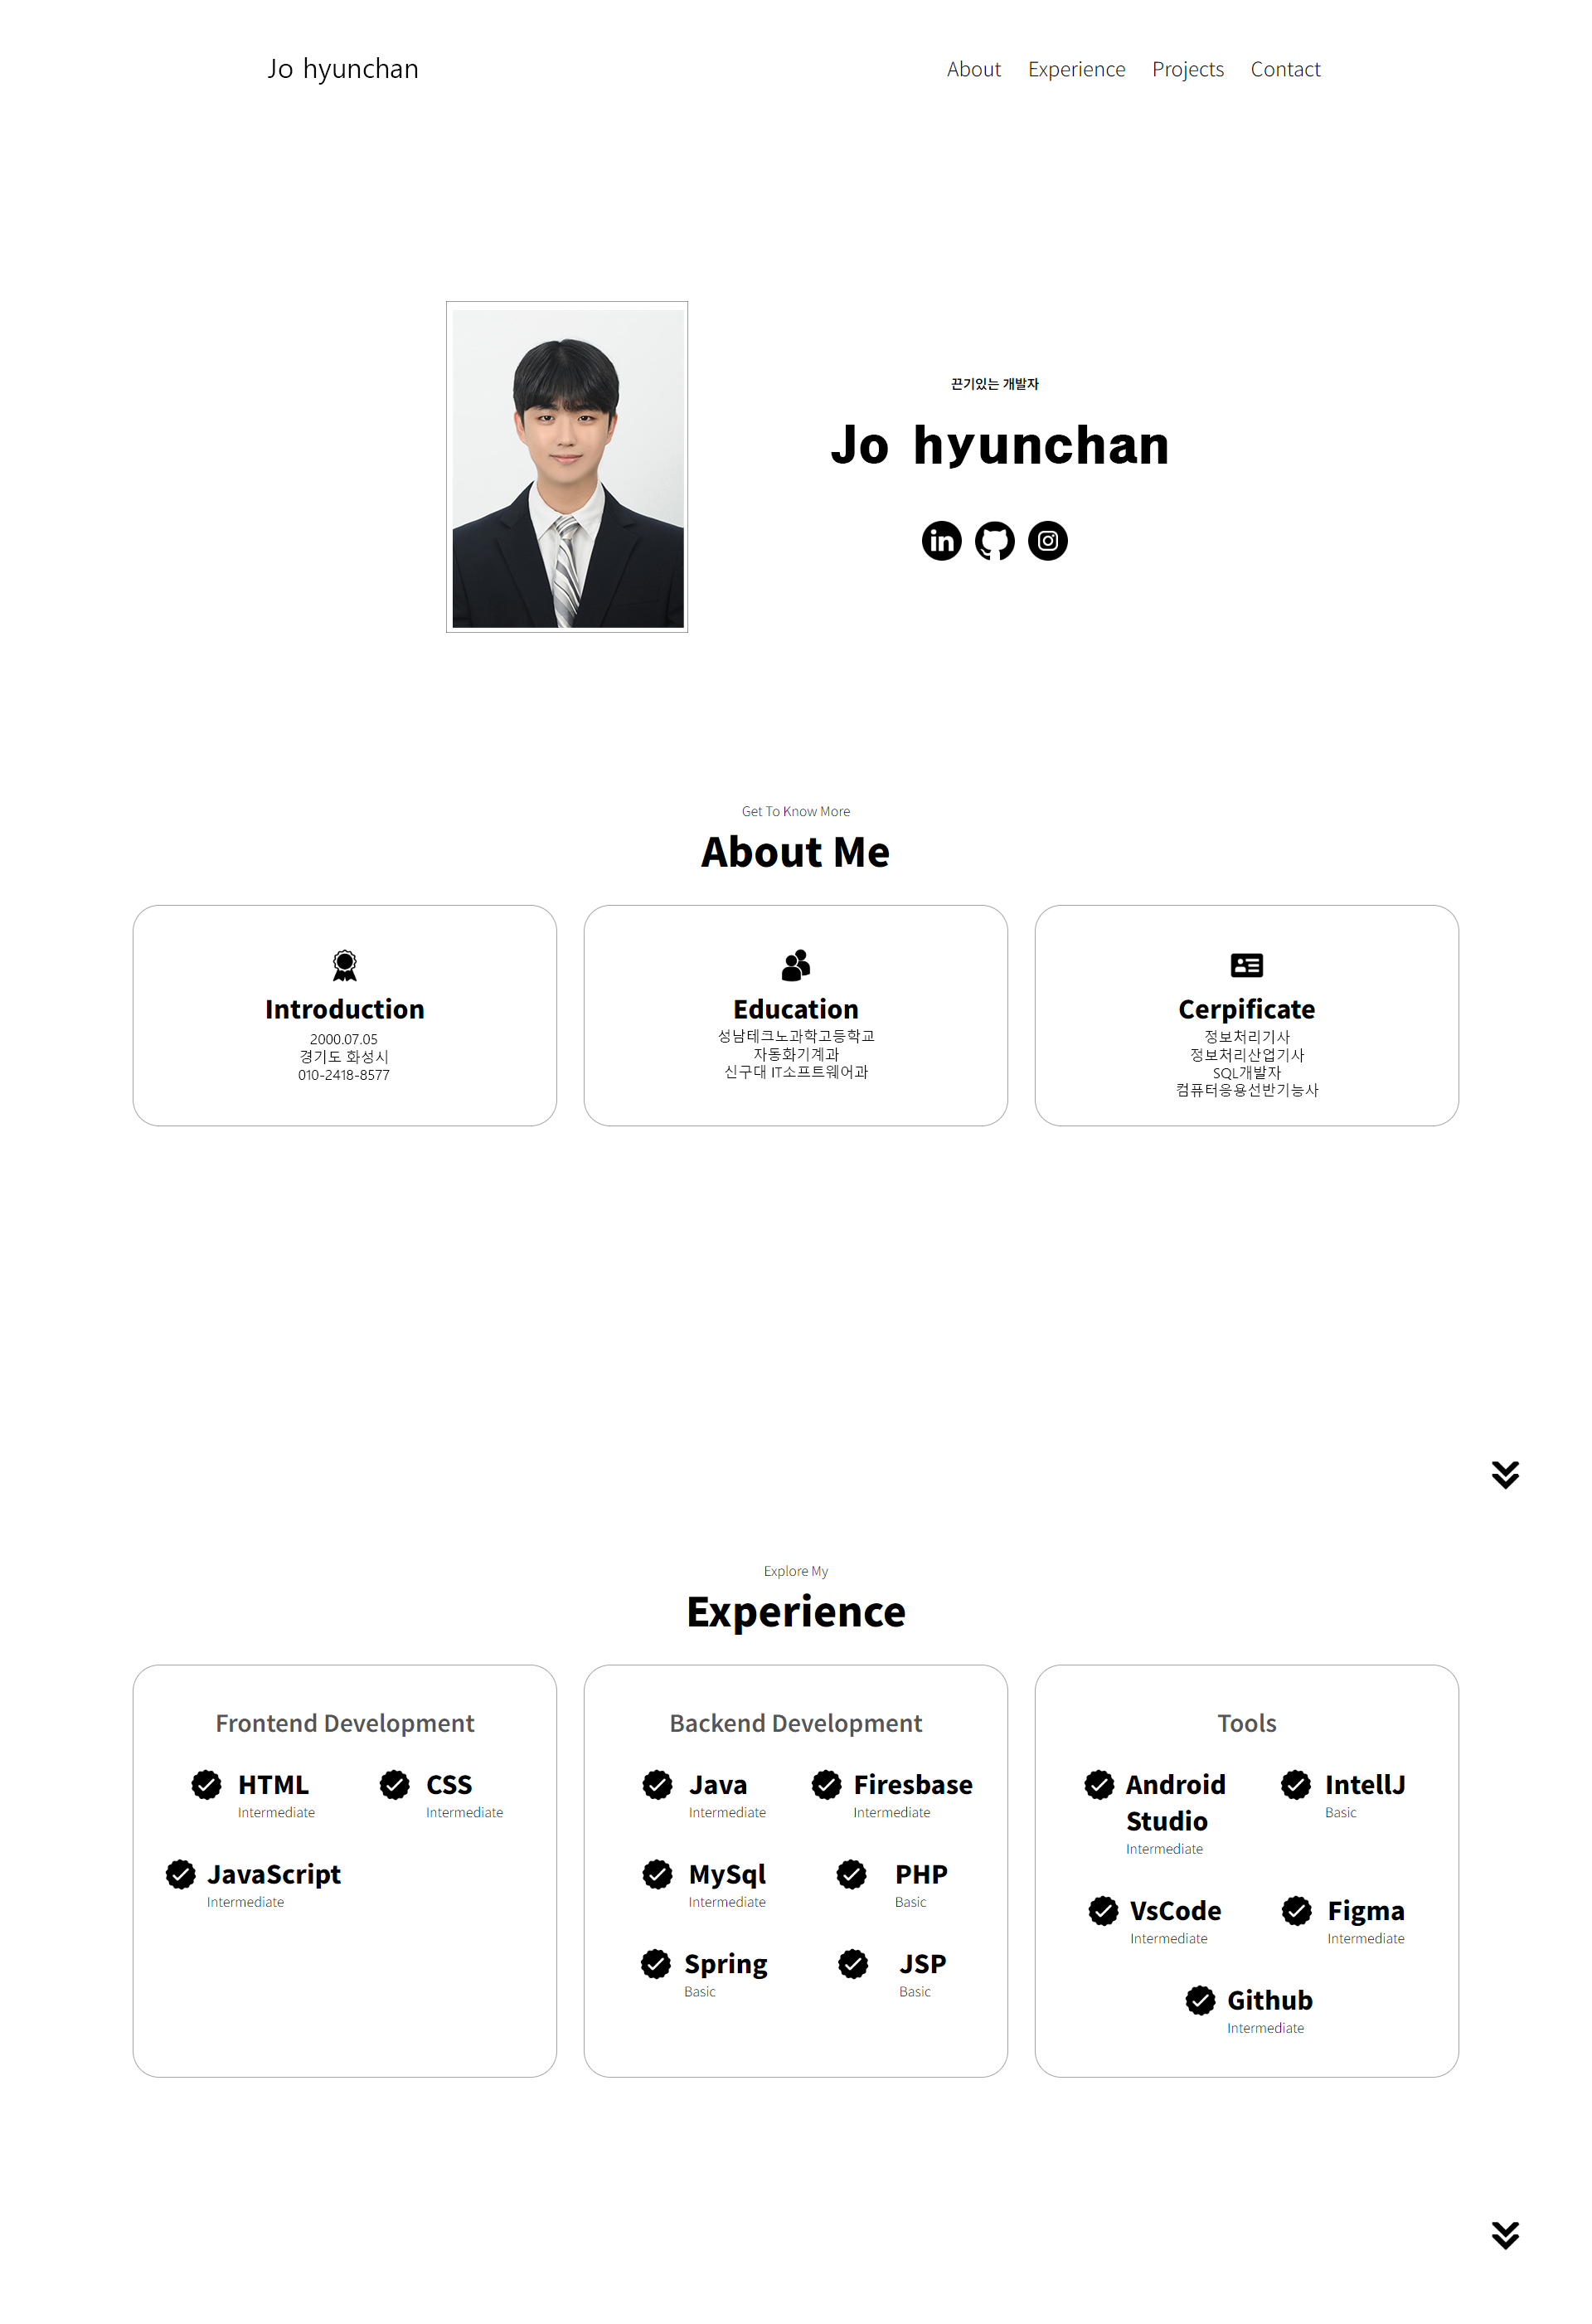 Jo hyunchan
About Experience Projects Contact
끈기있는 개발자
Jo hyunchan
Get To Know More
About Me
Introduction
2000.07.05
경기도 화성시
010-2418-8577
Education
성남테크노과학고등학교
자동화기계과
신구대 IT소프트웨어과
Cerpificate
정보처리기사
정보처리산업기사
SQL개발자
컴퓨터응용선반기능사
Explore My
Experience
Frontend Development
HTML
Intermediate
CSS
Intermediate
JavaScript
Intermediate
Backend Development
Java
Intermediate
Firesbase
Intermediate
MySql
Intermediate
PHP
Basic
Spring
Basic
JSP
Basic
Tools
Android
Studio
Intermediate
IntellJ
Basic
VsCode
Intermediate
Figma
Intermediate
Github
Intermediate